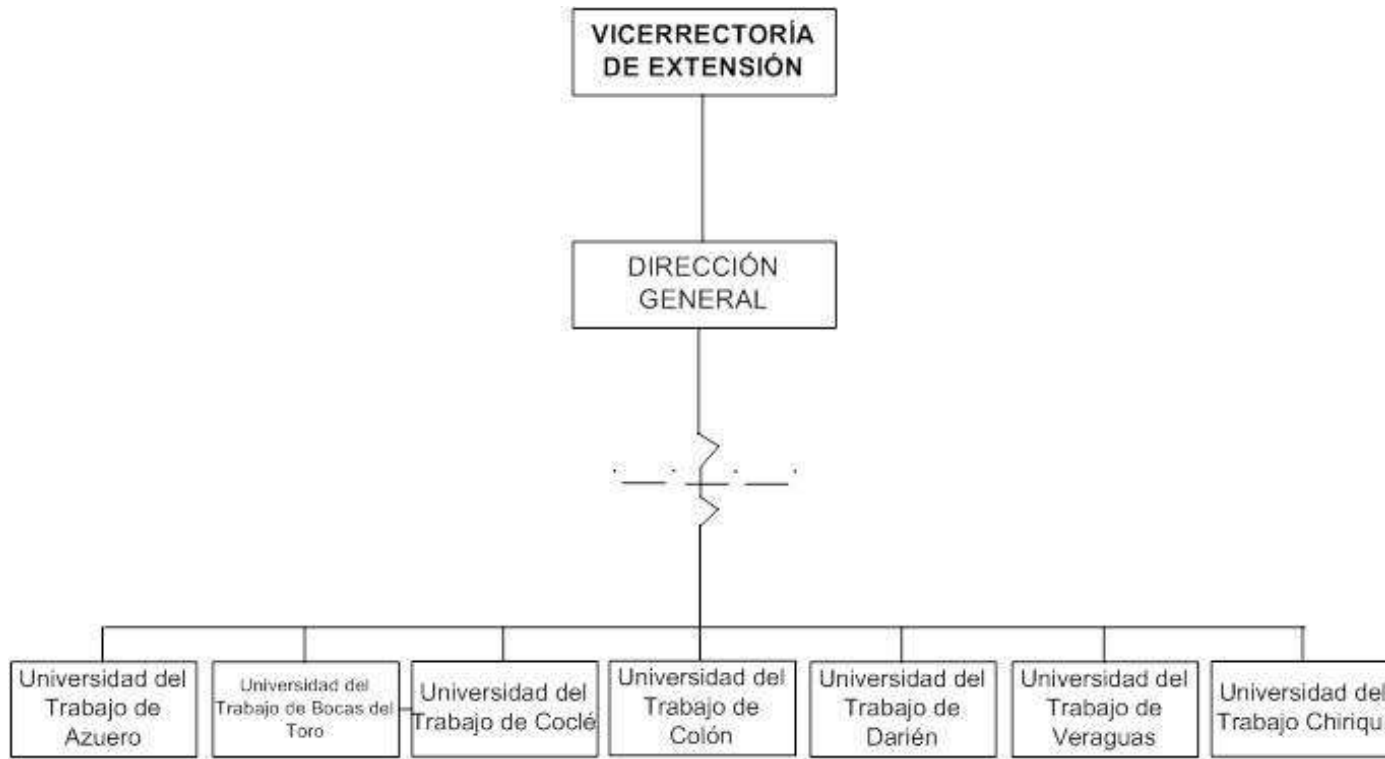 VICERRECTORÍA
DE EXTENSIÓN
DIRECCIÓN
GENERAL
Universidad del
Trabajo de
Azuero
Universidad del
Trabajo de Bocas del
Toro
Universidad del
Trabajo de Coclé
Universidad del
Trabajo de
Colón
Universidad del
Trabajo de
Darién
Universidad del
Trabajo de
Veraguas
Universidad del
Trabajo Chiriqu